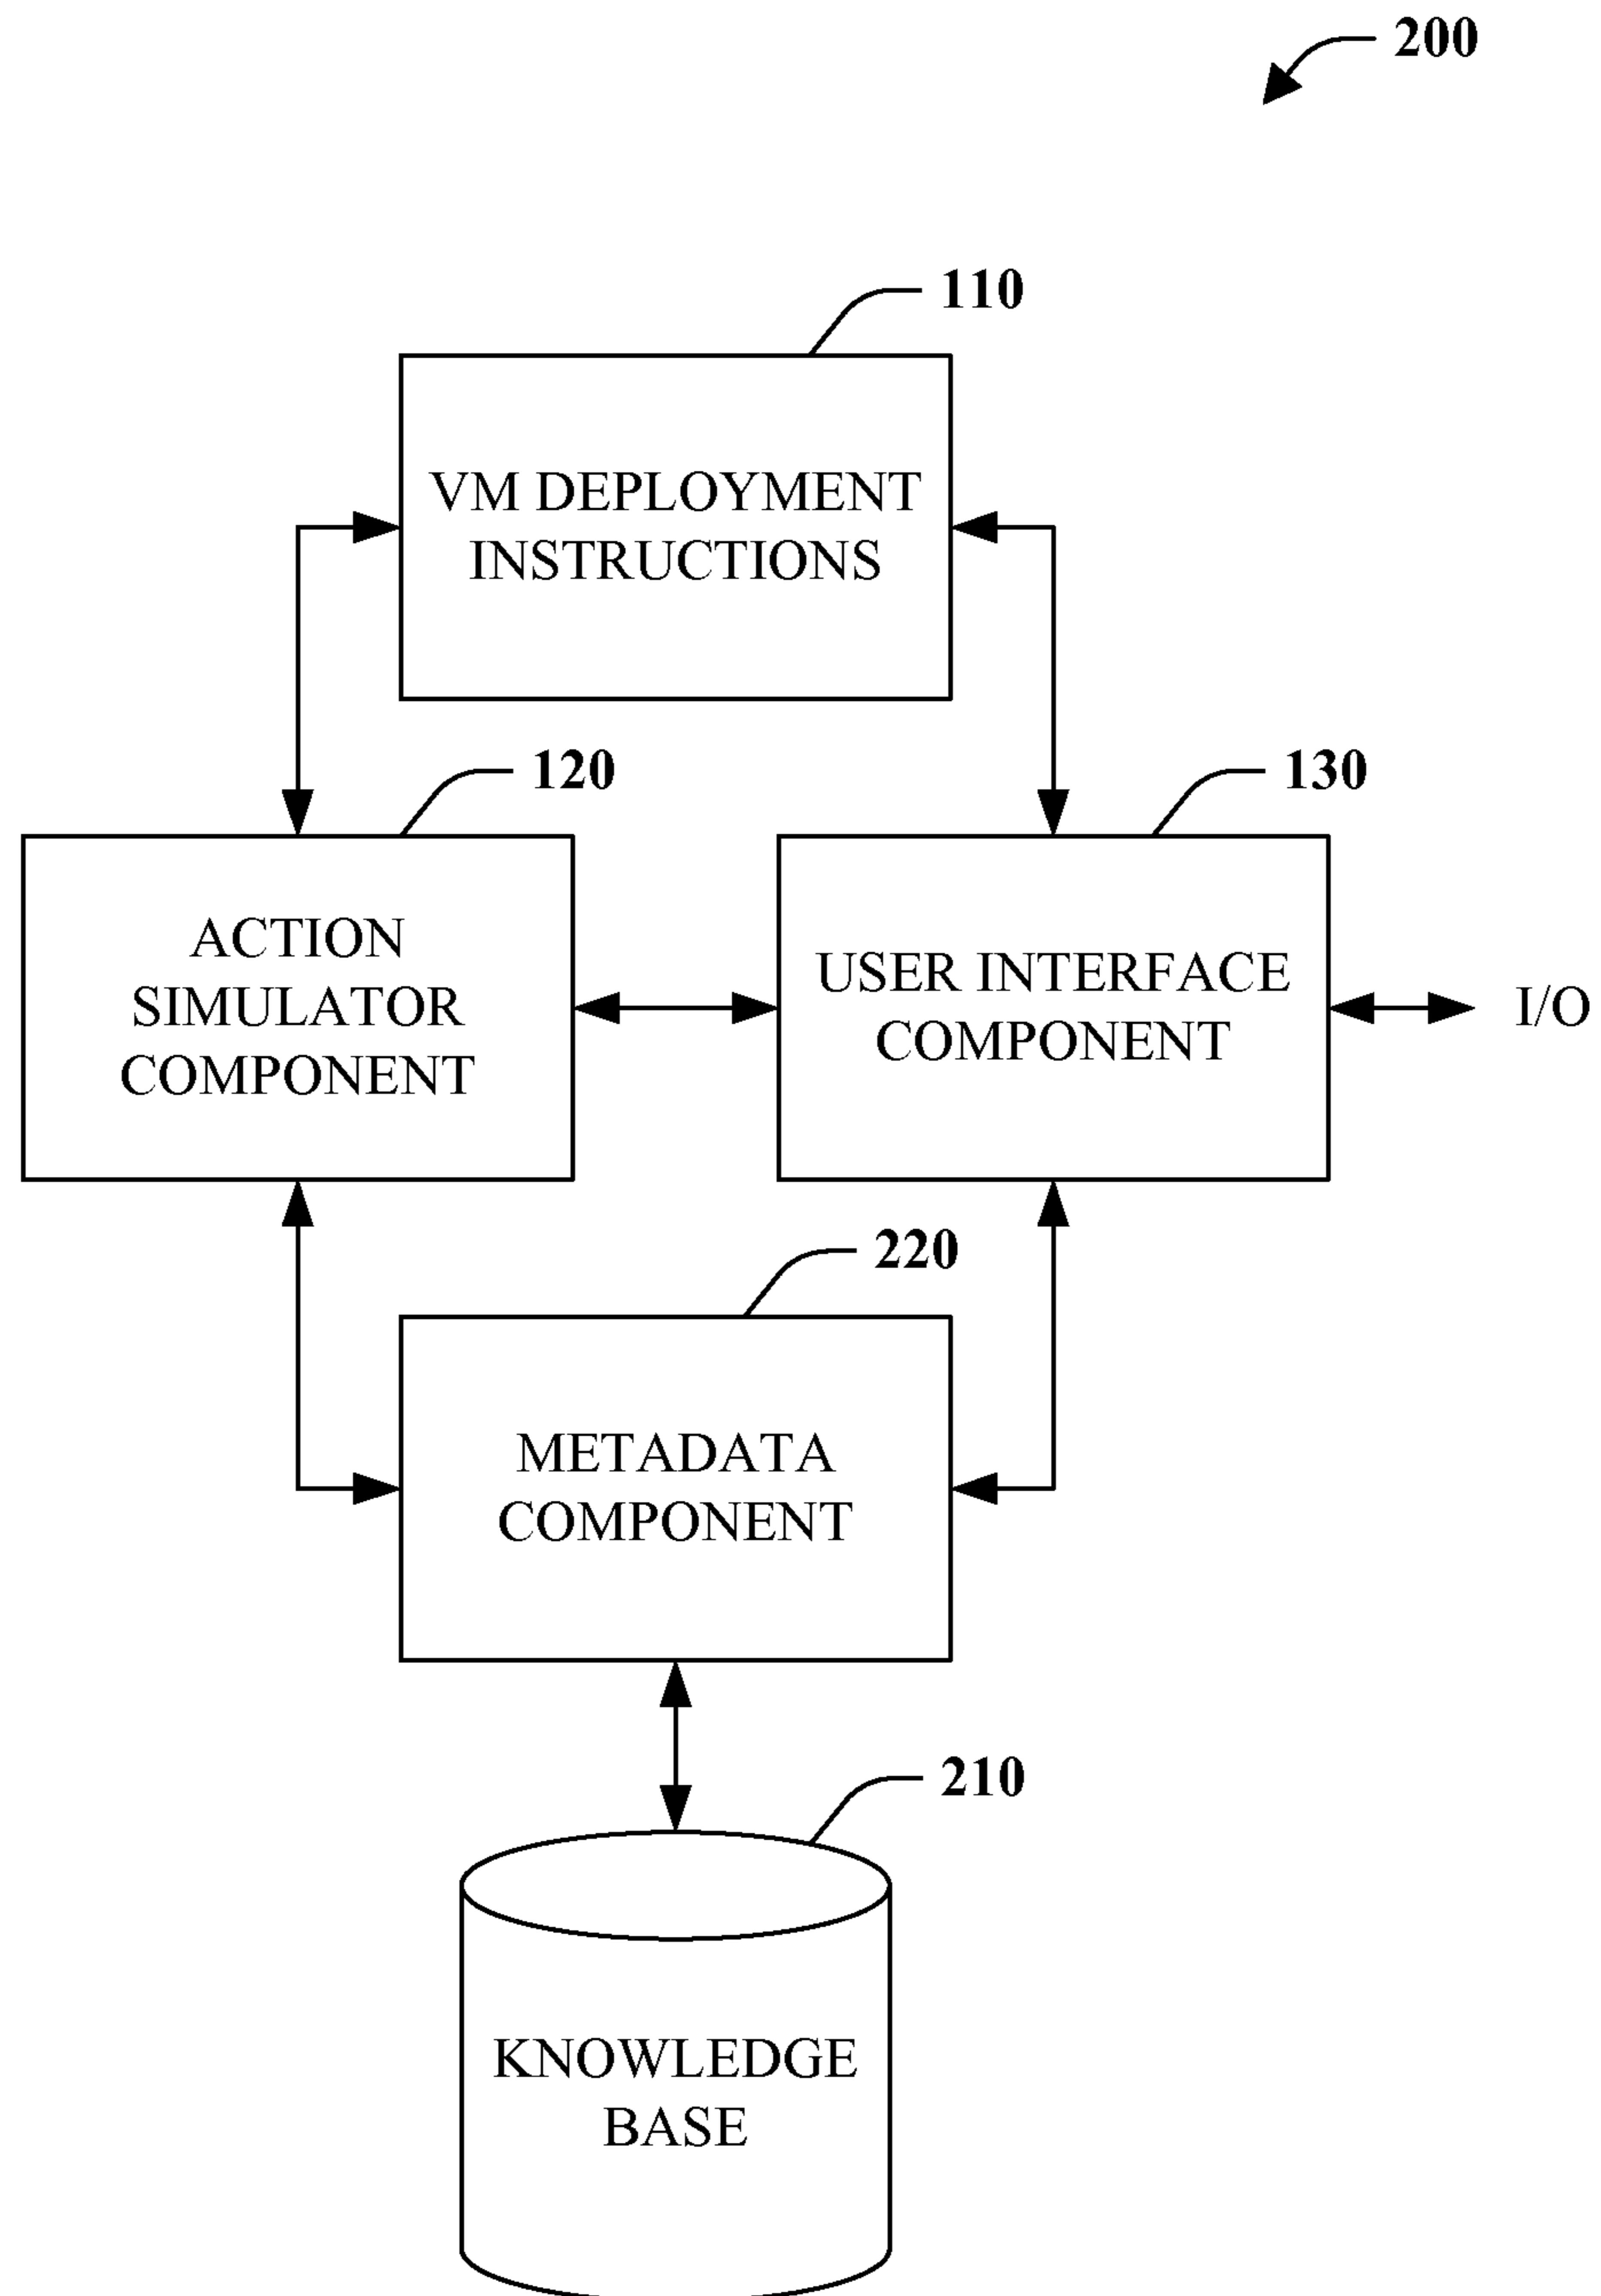 200
110
VM DEPLOYMENT
INSTRUCTIONS
120
130
ACTION
SIMULATOR
COMPONENT
USER INTERFACE
COMPONENT
I/O
220
METADATA
COMPONENT
210
KNOWLEDGE
BASE